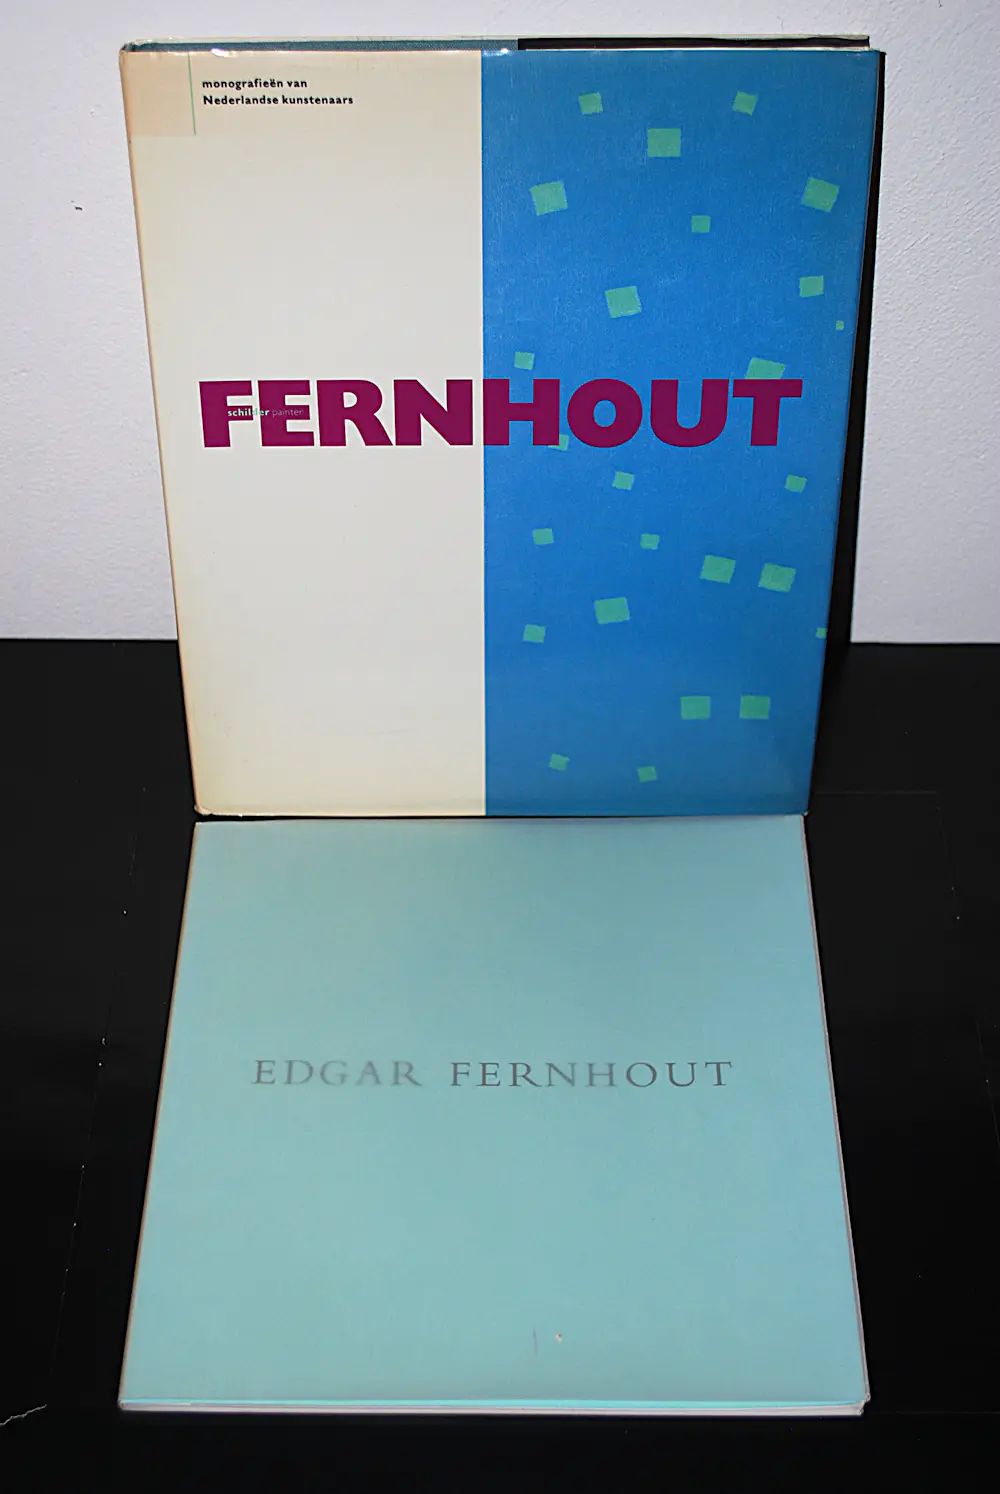 monografieën van
Nederlandse kunstenaars
FERNHOUT
schilder painter
EDGAR FERNHOUT